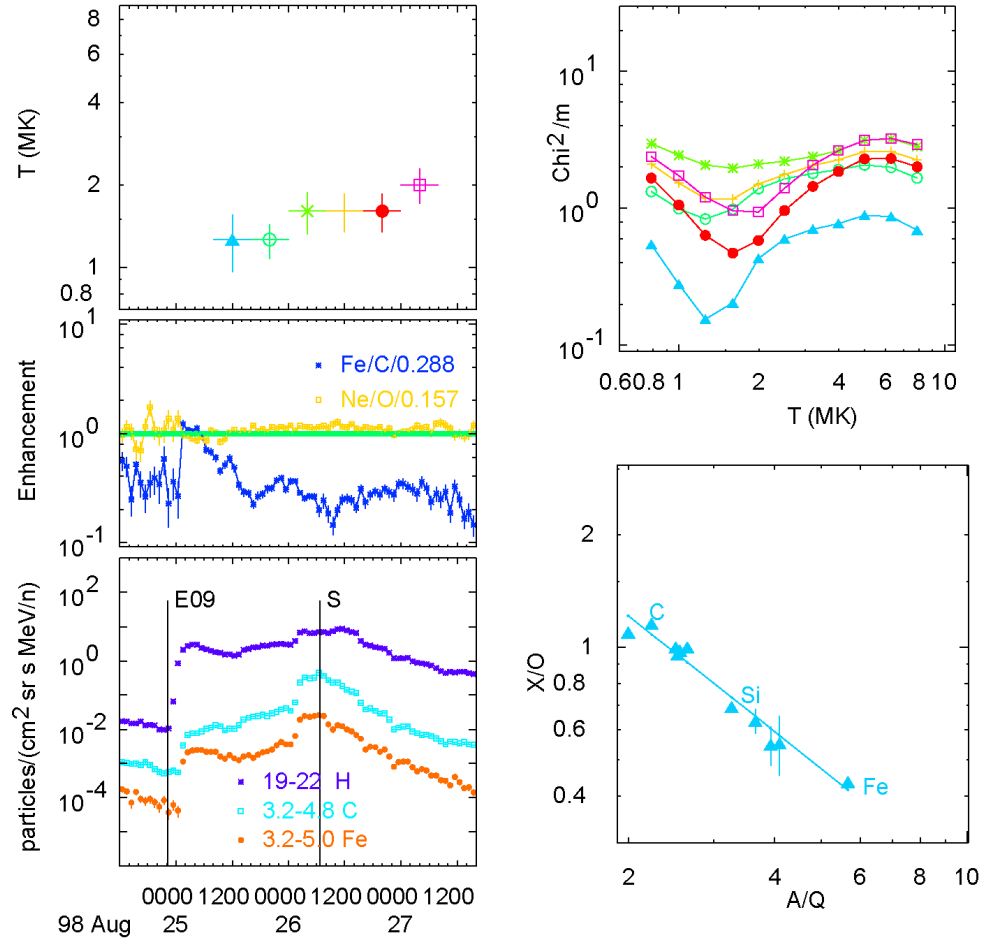 8
6
4
2
1
0.8
T (MK)
10^1
10^0
10^-1
Enhancement
Fe/C/0.288
Ne/O/0.157
10^2
10^0
10^-2
10^-4
particles/(cm^2 sr s MeV/n)
E09
S
19-22 H
3.2-4.8 C
3.2-5.0 Fe
0000 1200 0000 1200 0000 1200
98 Aug 25 26 27
10^1
10^0
10^-1
Chi^2/m
0.6 0.8 1 2 4 6 8 10
T (MK)
2
1
0.8
0.6
0.4
X/O
C
Si
Fe
2 4 6 8 10
A/Q